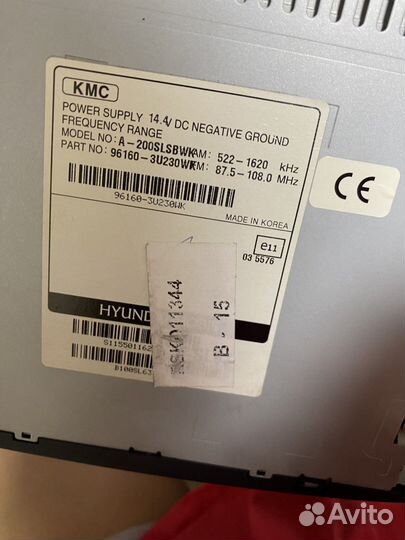 KMC
POWER SUPPLY 14.4V DC NEGATIVE GROUND
FREQUENCY RANGE
MODEL NO: A-200SLSBWK AM: 522-1620 kHz
PART NO: 96160-3U230WK FM: 87.5-108.0 MHz
96160-3U230WK
MADE IN KOREA
CE
e11
03 5576
HYUND
B-15
Avito